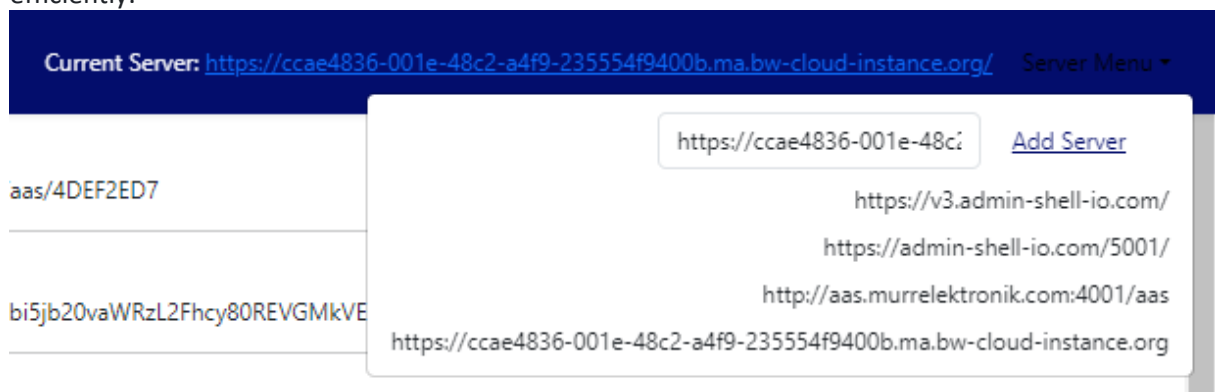 efficiently.
Current Server: https://ccae4836-001e-48c2-a4f9-235554f9400b.ma.bw-cloud-instance.org/ Server Menu
https://ccae4836-001e-48c2 Add Server
aas/4DEF2ED7
https://v3.admin-shell-io.com/
https://admin-shell-io.com/5001/
http://aas.murrelektronik.com:4001/aas
bi5jb20vaWRzL2Fhcy80REVGMkVE
https://ccae4836-001e-48c2-a4f9-235554f9400b.ma.bw-cloud-instance.org